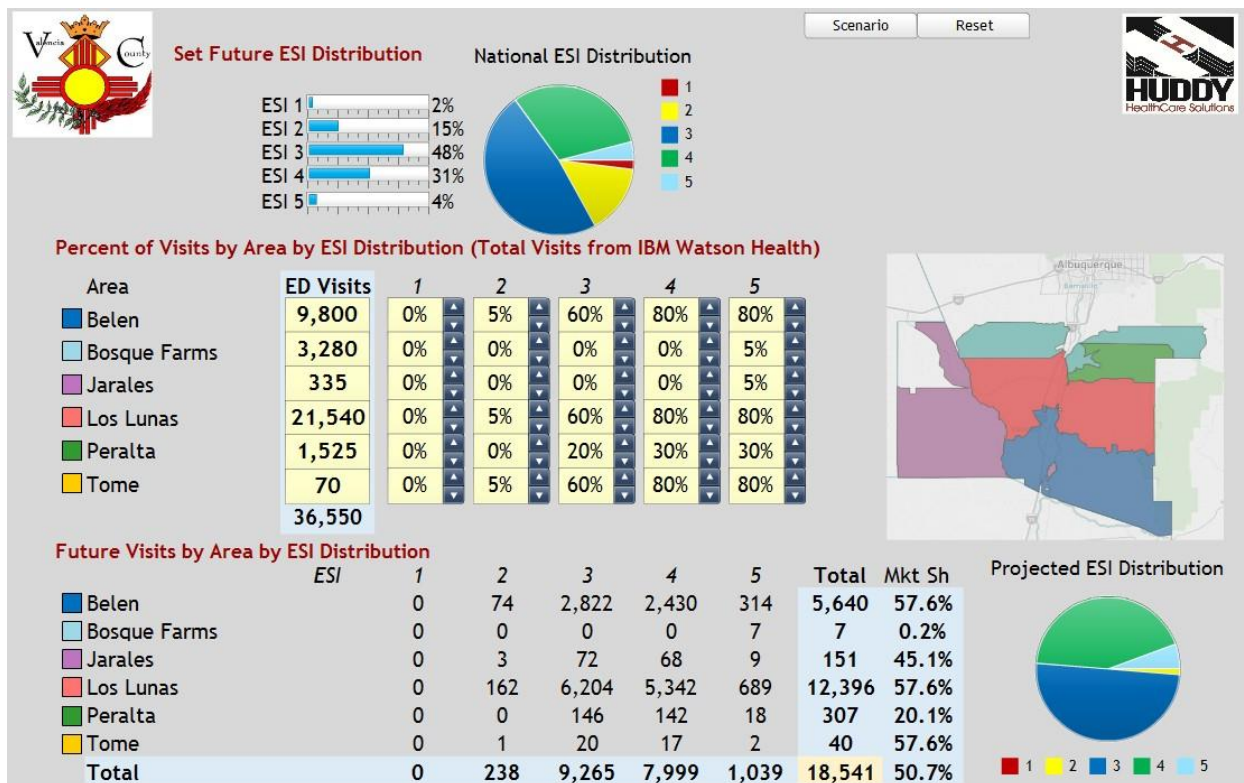 Valencia County
Scenario Reset
HUDDY
HealthCare Solutions
Set Future ESI Distribution
ESI 1 2%
ESI 2 15%
ESI 3 48%
ESI 4 31%
ESI 5 4%
National ESI Distribution
1
2
3
4
5
Percent of Visits by Area by ESI Distribution (Total Visits from IBM Watson Health)
Area ED Visits 1 2 3 4 5
Belen 9,800 0% 5% 60% 80% 80%
Bosque Farms 3,280 0% 0% 0% 0% 5%
Jarales 335 0% 0% 0% 0% 5%
Los Lunas 21,540 0% 5% 60% 80% 80%
Peralta 1,525 0% 0% 20% 30% 30%
Tome 70 0% 5% 60% 80% 80%
36,550
Albuquerque
Future Visits by Area by ESI Distribution
ESI 1 2 3 4 5 Total Mkt Sh
Belen 0 74 2,822 2,430 314 5,640 57.6%
Bosque Farms 0 0 0 0 7 7 0.2%
Jarales 0 3 72 68 9 151 45.1%
Los Lunas 0 162 6,204 5,342 689 12,396 57.6%
Peralta 0 0 146 142 18 307 20.1%
Tome 0 1 20 17 2 40 57.6%
Total 0 238 9,265 7,999 1,039 18,541 50.7%
Projected ESI Distribution
1 2 3 4 5